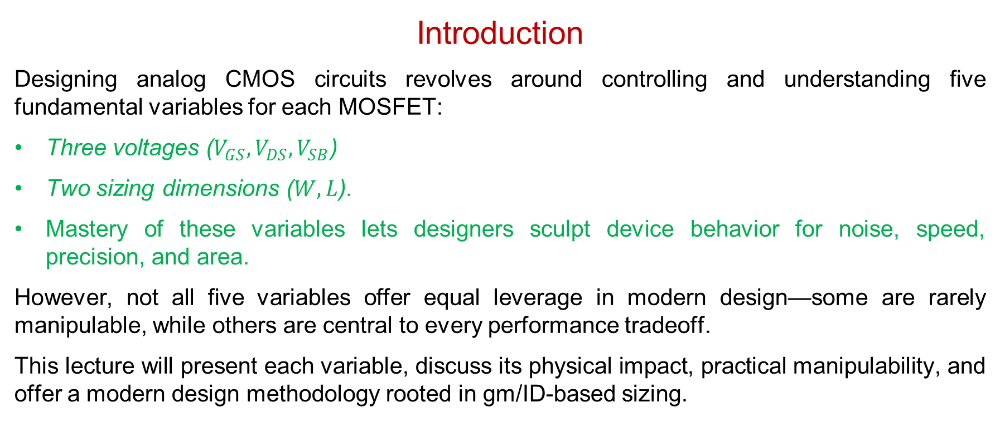 Introduction
Designing analog CMOS circuits revolves around controlling and understanding five
fundamental variables for each MOSFET:
• Three voltages (V_{GS}, V_{DS}, V_{SB})
• Two sizing dimensions (W, L).
• Mastery of these variables lets designers sculpt device behavior for noise, speed,
precision, and area.
However, not all five variables offer equal leverage in modern design—some are rarely
manipulable, while others are central to every performance tradeoff.
This lecture will present each variable, discuss its physical impact, practical manipulability, and
offer a modern design methodology rooted in gm/ID-based sizing.